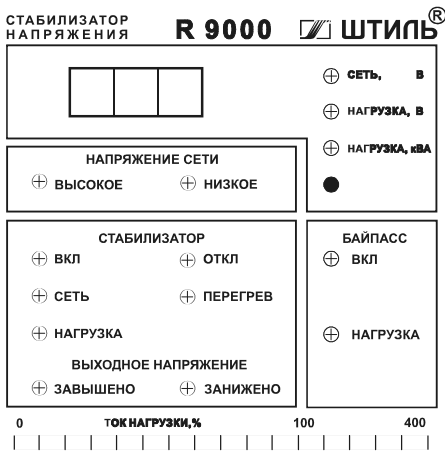 СТАБИЛИЗАТОР
НАПРЯЖЕНИЯ
R 9000
ШТИЛЬ®
СЕТЬ, В
НАГРУЗКА, В
НАГРУЗКА, кВА
НАПРЯЖЕНИЕ СЕТИ
ВЫСОКОЕ НИЗКОЕ
СТАБИЛИЗАТОР
ВКЛ ОТКЛ
СЕТЬ ПЕРЕГРЕВ
НАГРУЗКА
ВЫХОДНОЕ НАПРЯЖЕНИЕ
ЗАВЫШЕНО ЗАНИЖЕНО
БАЙПАСС
ВКЛ
НАГРУЗКА
0 ТОК НАГРУЗКИ,% 100 400